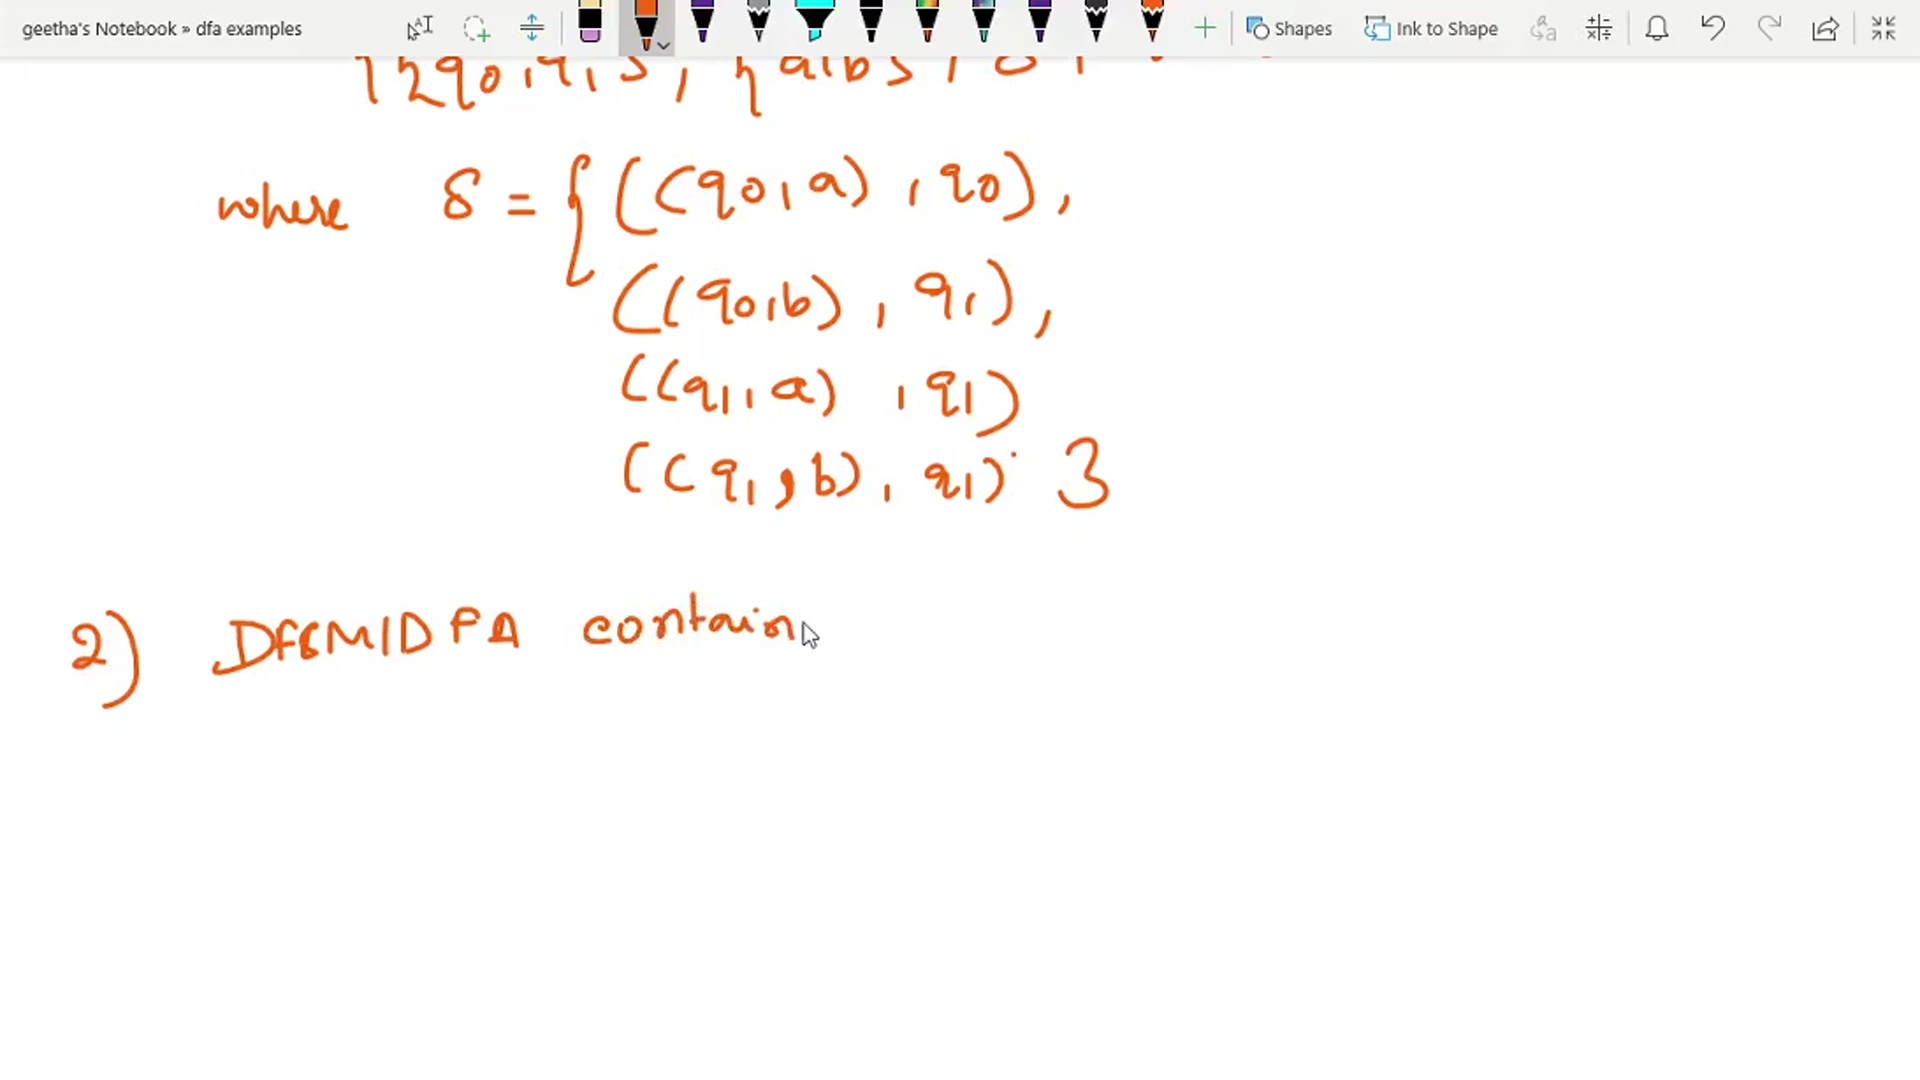 geetha's Notebook » dfa examples Shapes Ink to Shape
where δ = { ((q0, a) , q0) ,
((q0, b) , q1) ,
((q1, a) , q1)
((q1, b) , q1) }
2) DFSM/DFA contain